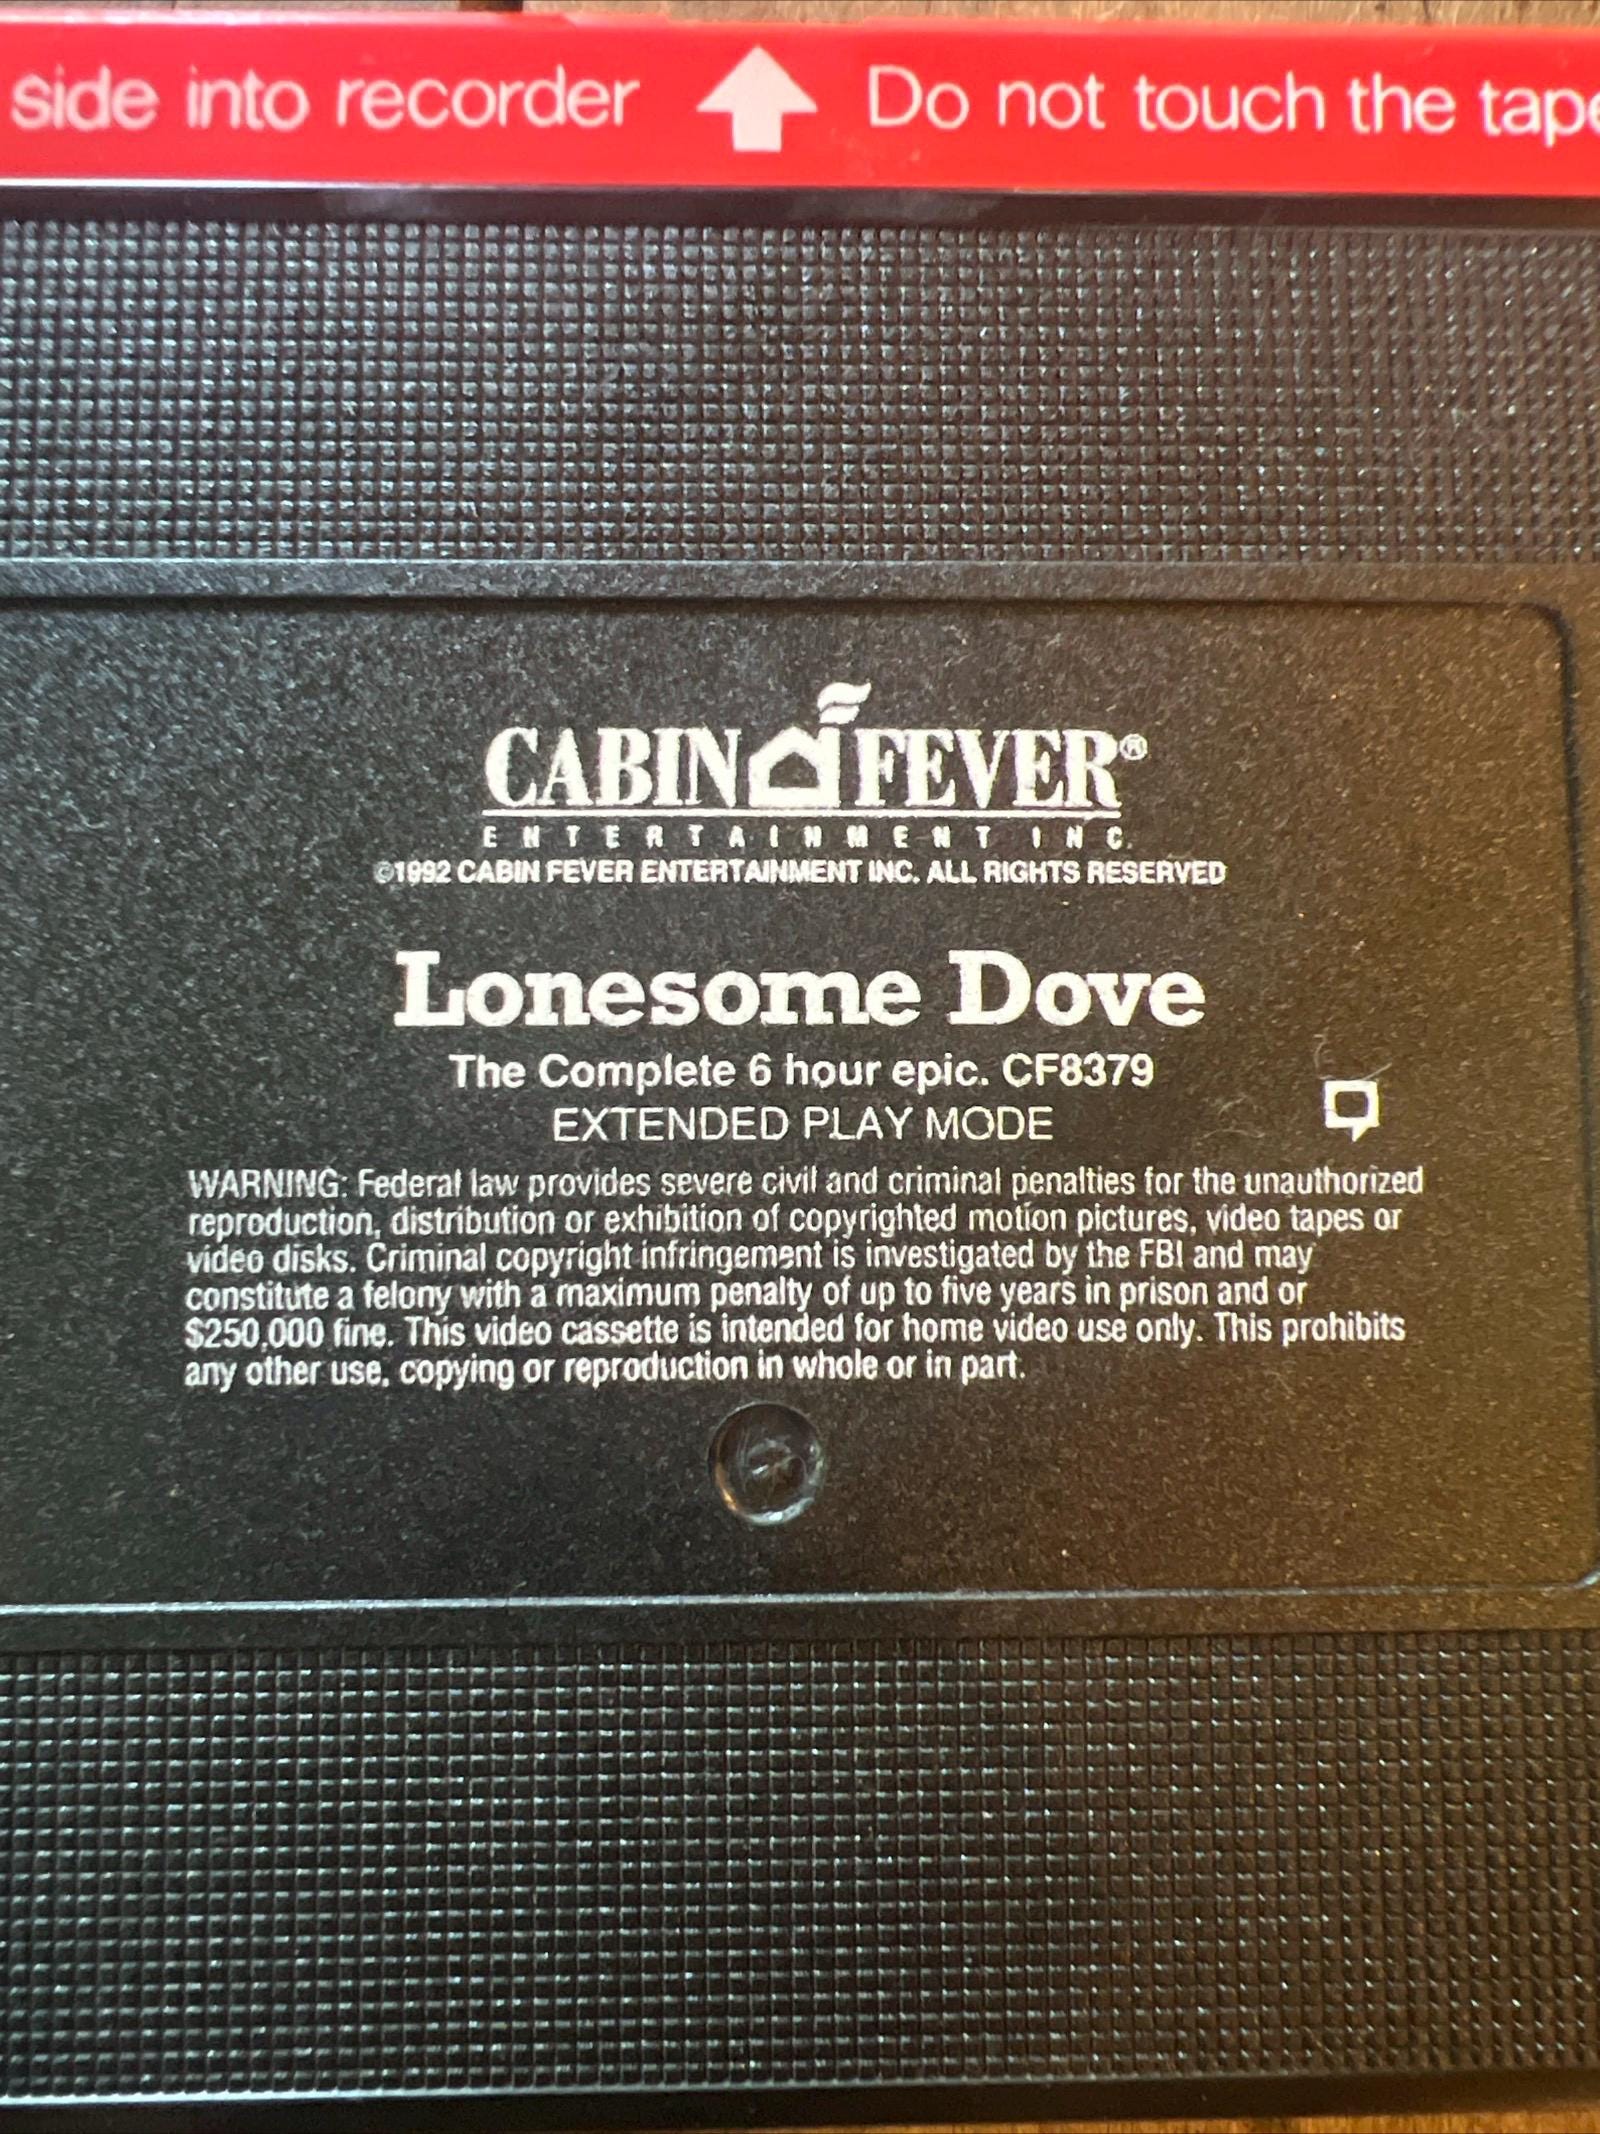 side into recorder Do not touch the tape
CABIN FEVER®
ENTERTAINMENT INC.
©1992 CABIN FEVER ENTERTAINMENT INC. ALL RIGHTS RESERVED
Lonesome Dove
The Complete 6 hour epic. CF8379
EXTENDED PLAY MODE
WARNING: Federal law provides severe civil and criminal penalties for the unauthorized
reproduction, distribution or exhibition of copyrighted motion pictures, video tapes or
video disks. Criminal copyright infringement is investigated by the FBI and may
constitute a felony with a maximum penalty of up to five years in prison and or
$250,000 fine. This video cassette is intended for home video use only. This prohibits
any other use, copying or reproduction in whole or in part.